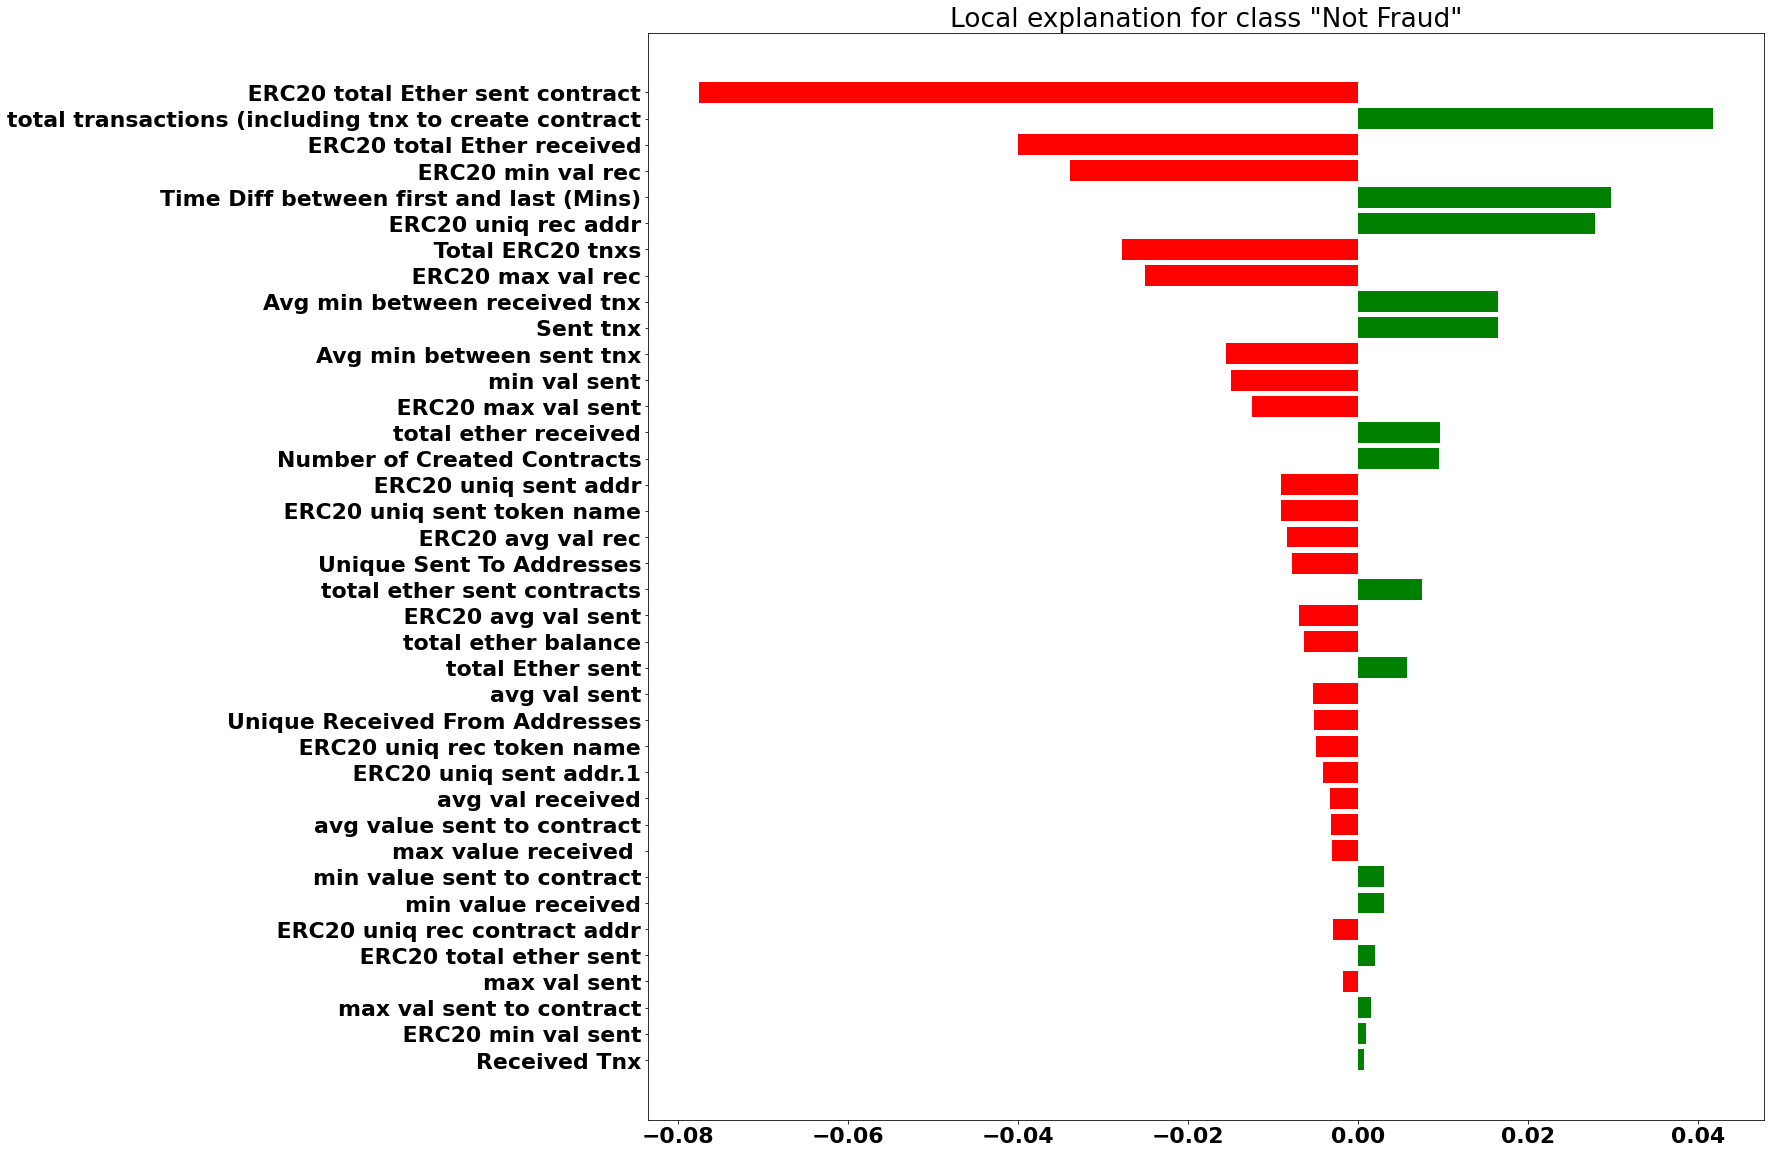 Local explanation for class "Not Fraud"
ERC20 total Ether sent contract
total transactions (including tnx to create contract
ERC20 total Ether received
ERC20 min val rec
Time Diff between first and last (Mins)
ERC20 uniq rec addr
Total ERC20 tnxs
ERC20 max val rec
Avg min between received tnx
Sent tnx
Avg min between sent tnx
min val sent
ERC20 max val sent
total ether received
Number of Created Contracts
ERC20 uniq sent addr
ERC20 uniq sent token name
ERC20 avg val rec
Unique Sent To Addresses
total ether sent contracts
ERC20 avg val sent
total ether balance
total Ether sent
avg val sent
Unique Received From Addresses
ERC20 uniq rec token name
ERC20 uniq sent addr.1
avg val received
avg value sent to contract
max value received
min value sent to contract
min value received
ERC20 uniq rec contract addr
ERC20 total ether sent
max val sent
max val sent to contract
ERC20 min val sent
Received Tnx
−0.08 −0.06 −0.04 −0.02 0.00 0.02 0.04